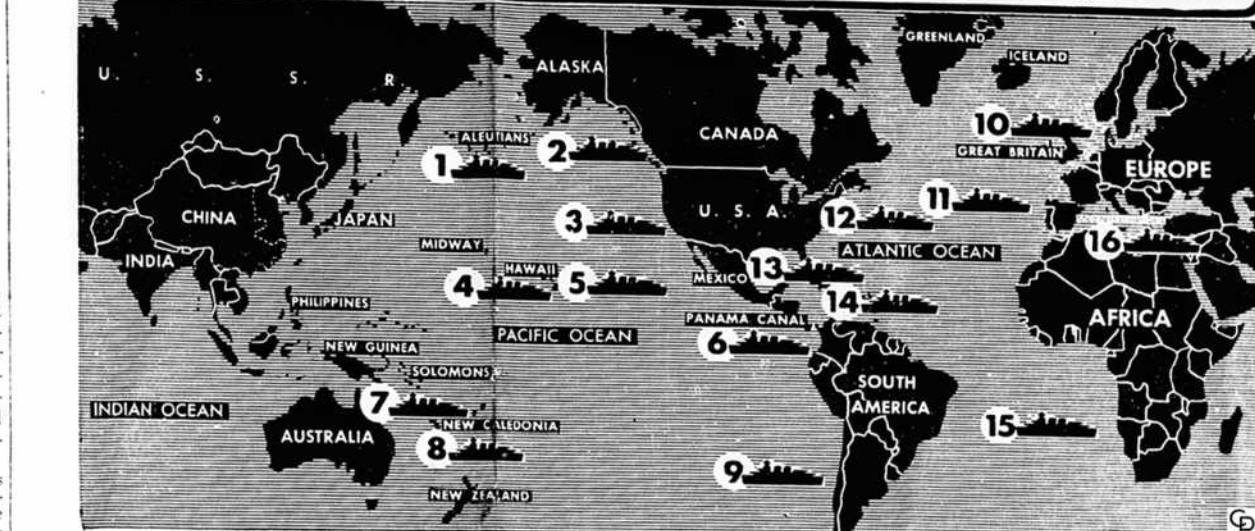 GREENLAND
ICELAND
U. S. S. R
ALASKA
10
CANADA
ALEUTIANS
2
1
GREAT BRITAIN
EUROPE
11
CHINA
JAPAN
3
U. S. A.
12
MIDWAY
ATLANTIC OCEAN
16
INDIA
HAWAII
13
MEXICO
4
5
PHILIPPINES
14
PANAMA CANAL
AFRICA
PACIFIC OCEAN
6
NEW GUINEA
SOLOMONS
SOUTH
AMERICA
7
INDIAN OCEAN
NEW CALEDONIA
15
AUSTRALIA
8
9
NEW ZEALAND